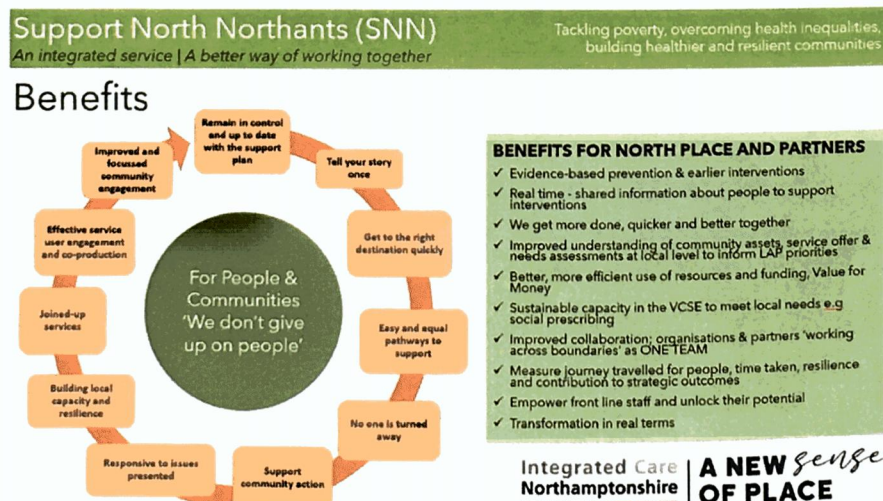 Support North Northants (SNN)
An integrated service | A better way of working together
Tackling poverty, overcoming health inequalities,
building healthier and resilient communities
Benefits
Remain in control
and up to date
with the support
plan
Tell your story
once
Get to the right
destination quickly
Easy and equal
pathways to
support
No one is turned
away
Support
community action
Responsive to issues
presented
Building local
capacity and
resilience
Joined-up
services
Effective service
user engagement
and co-production
Improved and
focussed
community
engagement
For People &
Communities
'We don't give
up on people'
BENEFITS FOR NORTH PLACE AND PARTNERS
✓ Evidence-based prevention & earlier interventions
✓ Real time - shared information about people to support
interventions
✓ We get more done, quicker and better together
✓ Improved understanding of community assets, service offer &
needs assessments at local level to inform LAP priorities
✓ Better, more efficient use of resources and funding, Value for
Money
✓ Sustainable capacity in the VCSE to meet local needs e.g
social prescribing
✓ Improved collaboration; organisations & partners 'working
across boundaries' as ONE TEAM
✓ Measure journey travelled for people, time taken, resilience
and contribution to strategic outcomes
✓ Empower front line staff and unlock their potential
✓ Transformation in real terms
Integrated Care
Northamptonshire
A NEW sense
OF PLACE